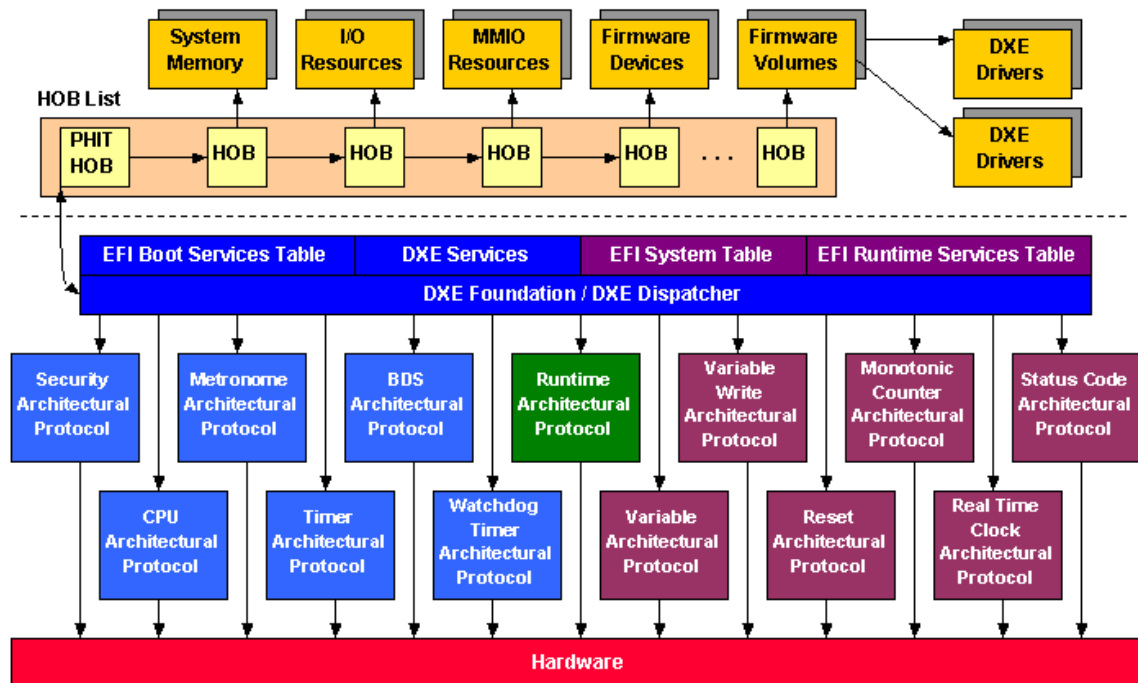 System
Memory
I/O
Resources
MMIO
Resources
Firmware
Devices
Firmware
Volumes
DXE
Drivers
DXE
Drivers
HOB List
PHIT
HOB
HOB
HOB
HOB
HOB
. . .
HOB
EFI Boot Services Table
DXE Services
EFI System Table
EFI Runtime Services Table
DXE Foundation / DXE Dispatcher
Security
Architectural
Protocol
Metronome
Architectural
Protocol
BDS
Architectural
Protocol
Runtime
Architectural
Protocol
Variable
Write
Architectural
Protocol
Monotonic
Counter
Architectural
Protocol
Status Code
Architectural
Protocol
CPU
Architectural
Protocol
Timer
Architectural
Protocol
Watchdog
Timer
Architectural
Protocol
Variable
Architectural
Protocol
Reset
Architectural
Protocol
Real Time
Clock
Architectural
Protocol
Hardware